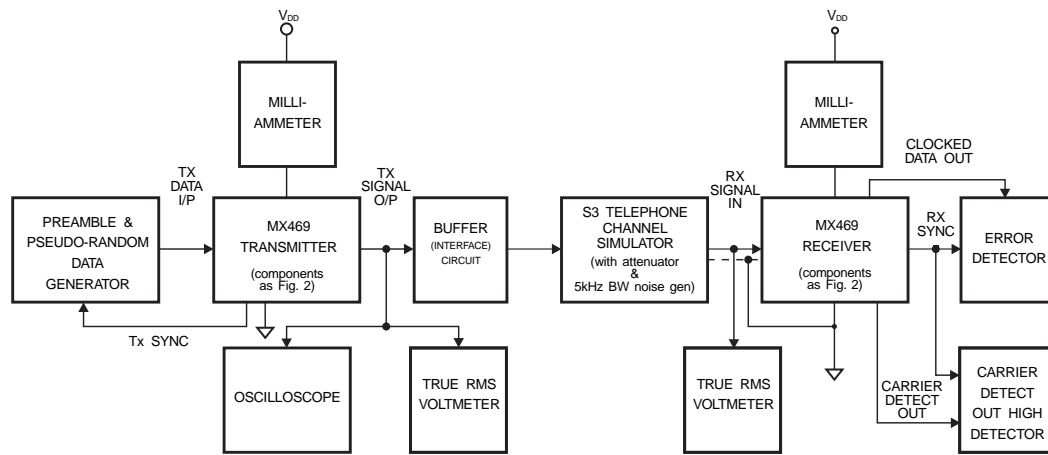 VDD
MILLI-
AMMETER
TX
DATA
I/P
TX
SIGNAL
O/P
PREAMBLE &
PSEUDO-RANDOM
DATA
GENERATOR
MX469
TRANSMITTER
(components
as Fig. 2)
BUFFER
(INTERFACE)
CIRCUIT
Tx SYNC
OSCILLOSCOPE
TRUE RMS
VOLTMETER
VDD
MILLI-
AMMETER
CLOCKED
DATA OUT
RX
SIGNAL
IN
S3 TELEPHONE
CHANNEL
SIMULATOR
(with attenuator
&
5kHz BW noise gen)
MX469
RECEIVER
(components
as Fig. 2)
RX
SYNC
ERROR
DETECTOR
TRUE RMS
VOLTMETER
CARRIER
DETECT
OUT
CARRIER
DETECT
OUT HIGH
DETECTOR